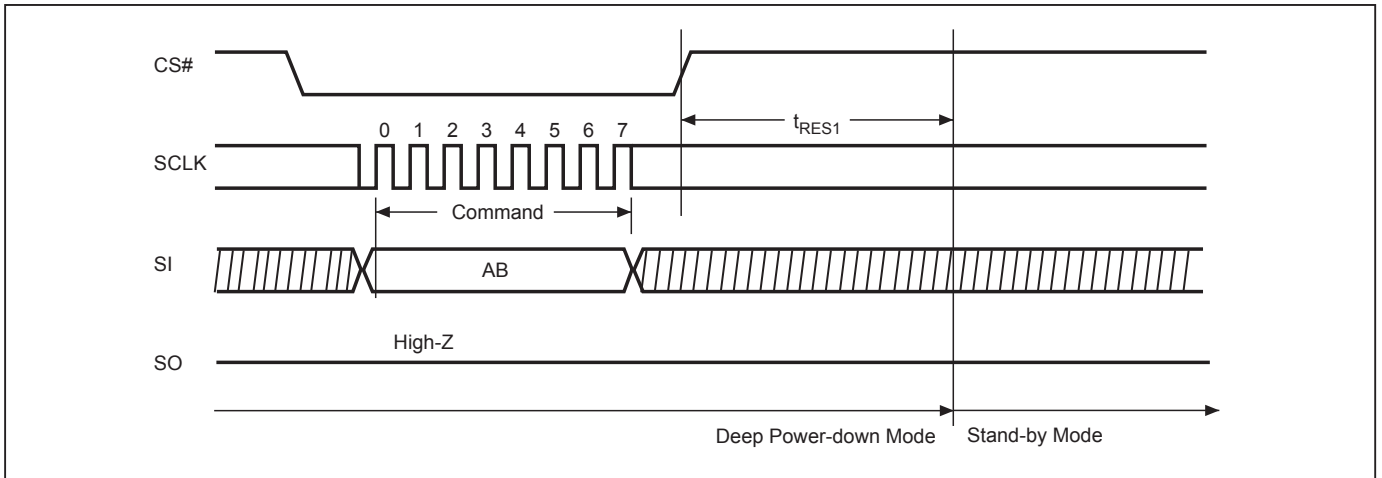 CS#
t_RES1
0 1 2 3 4 5 6 7
SCLK
Command
SI
AB
High-Z
SO
Deep Power-down Mode
Stand-by Mode